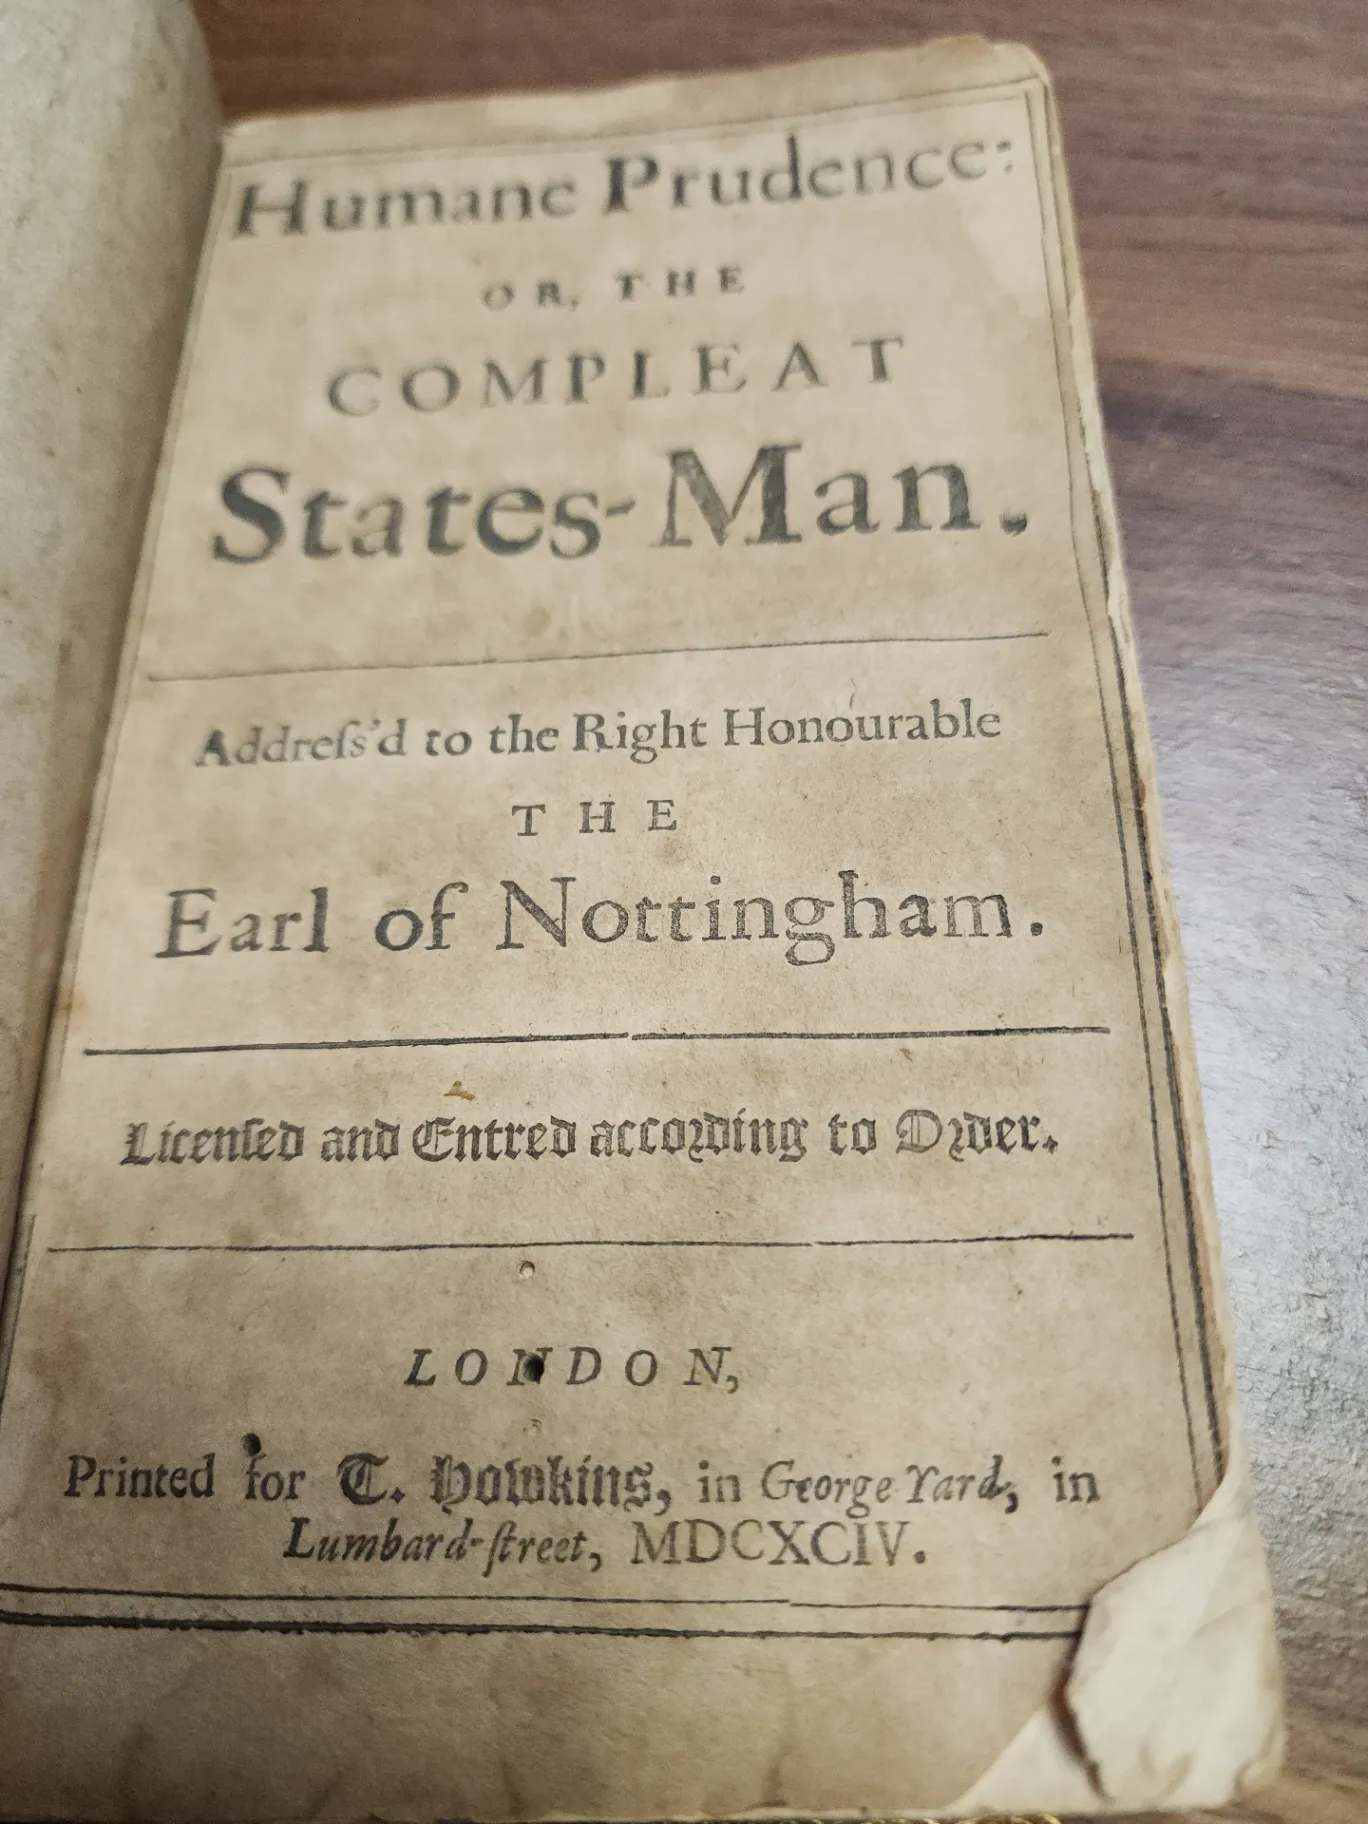 Humane Prudence:
OR, THE
COMPLEAT
States-Man.
Addreſs'd to the Right Honourable
THE
Earl of Nottingham.
Licenſed and Entred according to Order.
LONDON,
Printed for T. Howkins, in George Yard, in
Lumbard-ſtreet, MDCXCIV.